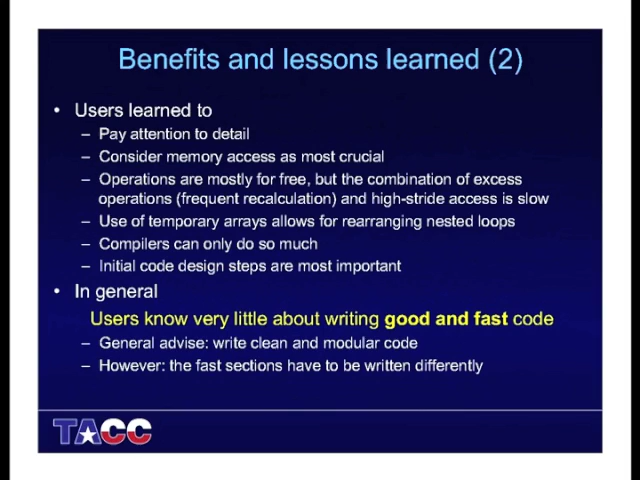 Benefits and lessons learned (2)
• Users learned to
– Pay attention to detail
– Consider memory access as most crucial
– Operations are mostly for free, but the combination of excess
operations (frequent recalculation) and high-stride access is slow
– Use of temporary arrays allows for rearranging nested loops
– Compilers can only do so much
– Initial code design steps are most important
• In general
Users know very little about writing good and fast code
– General advise: write clean and modular code
– However: the fast sections have to be written differently
TACC